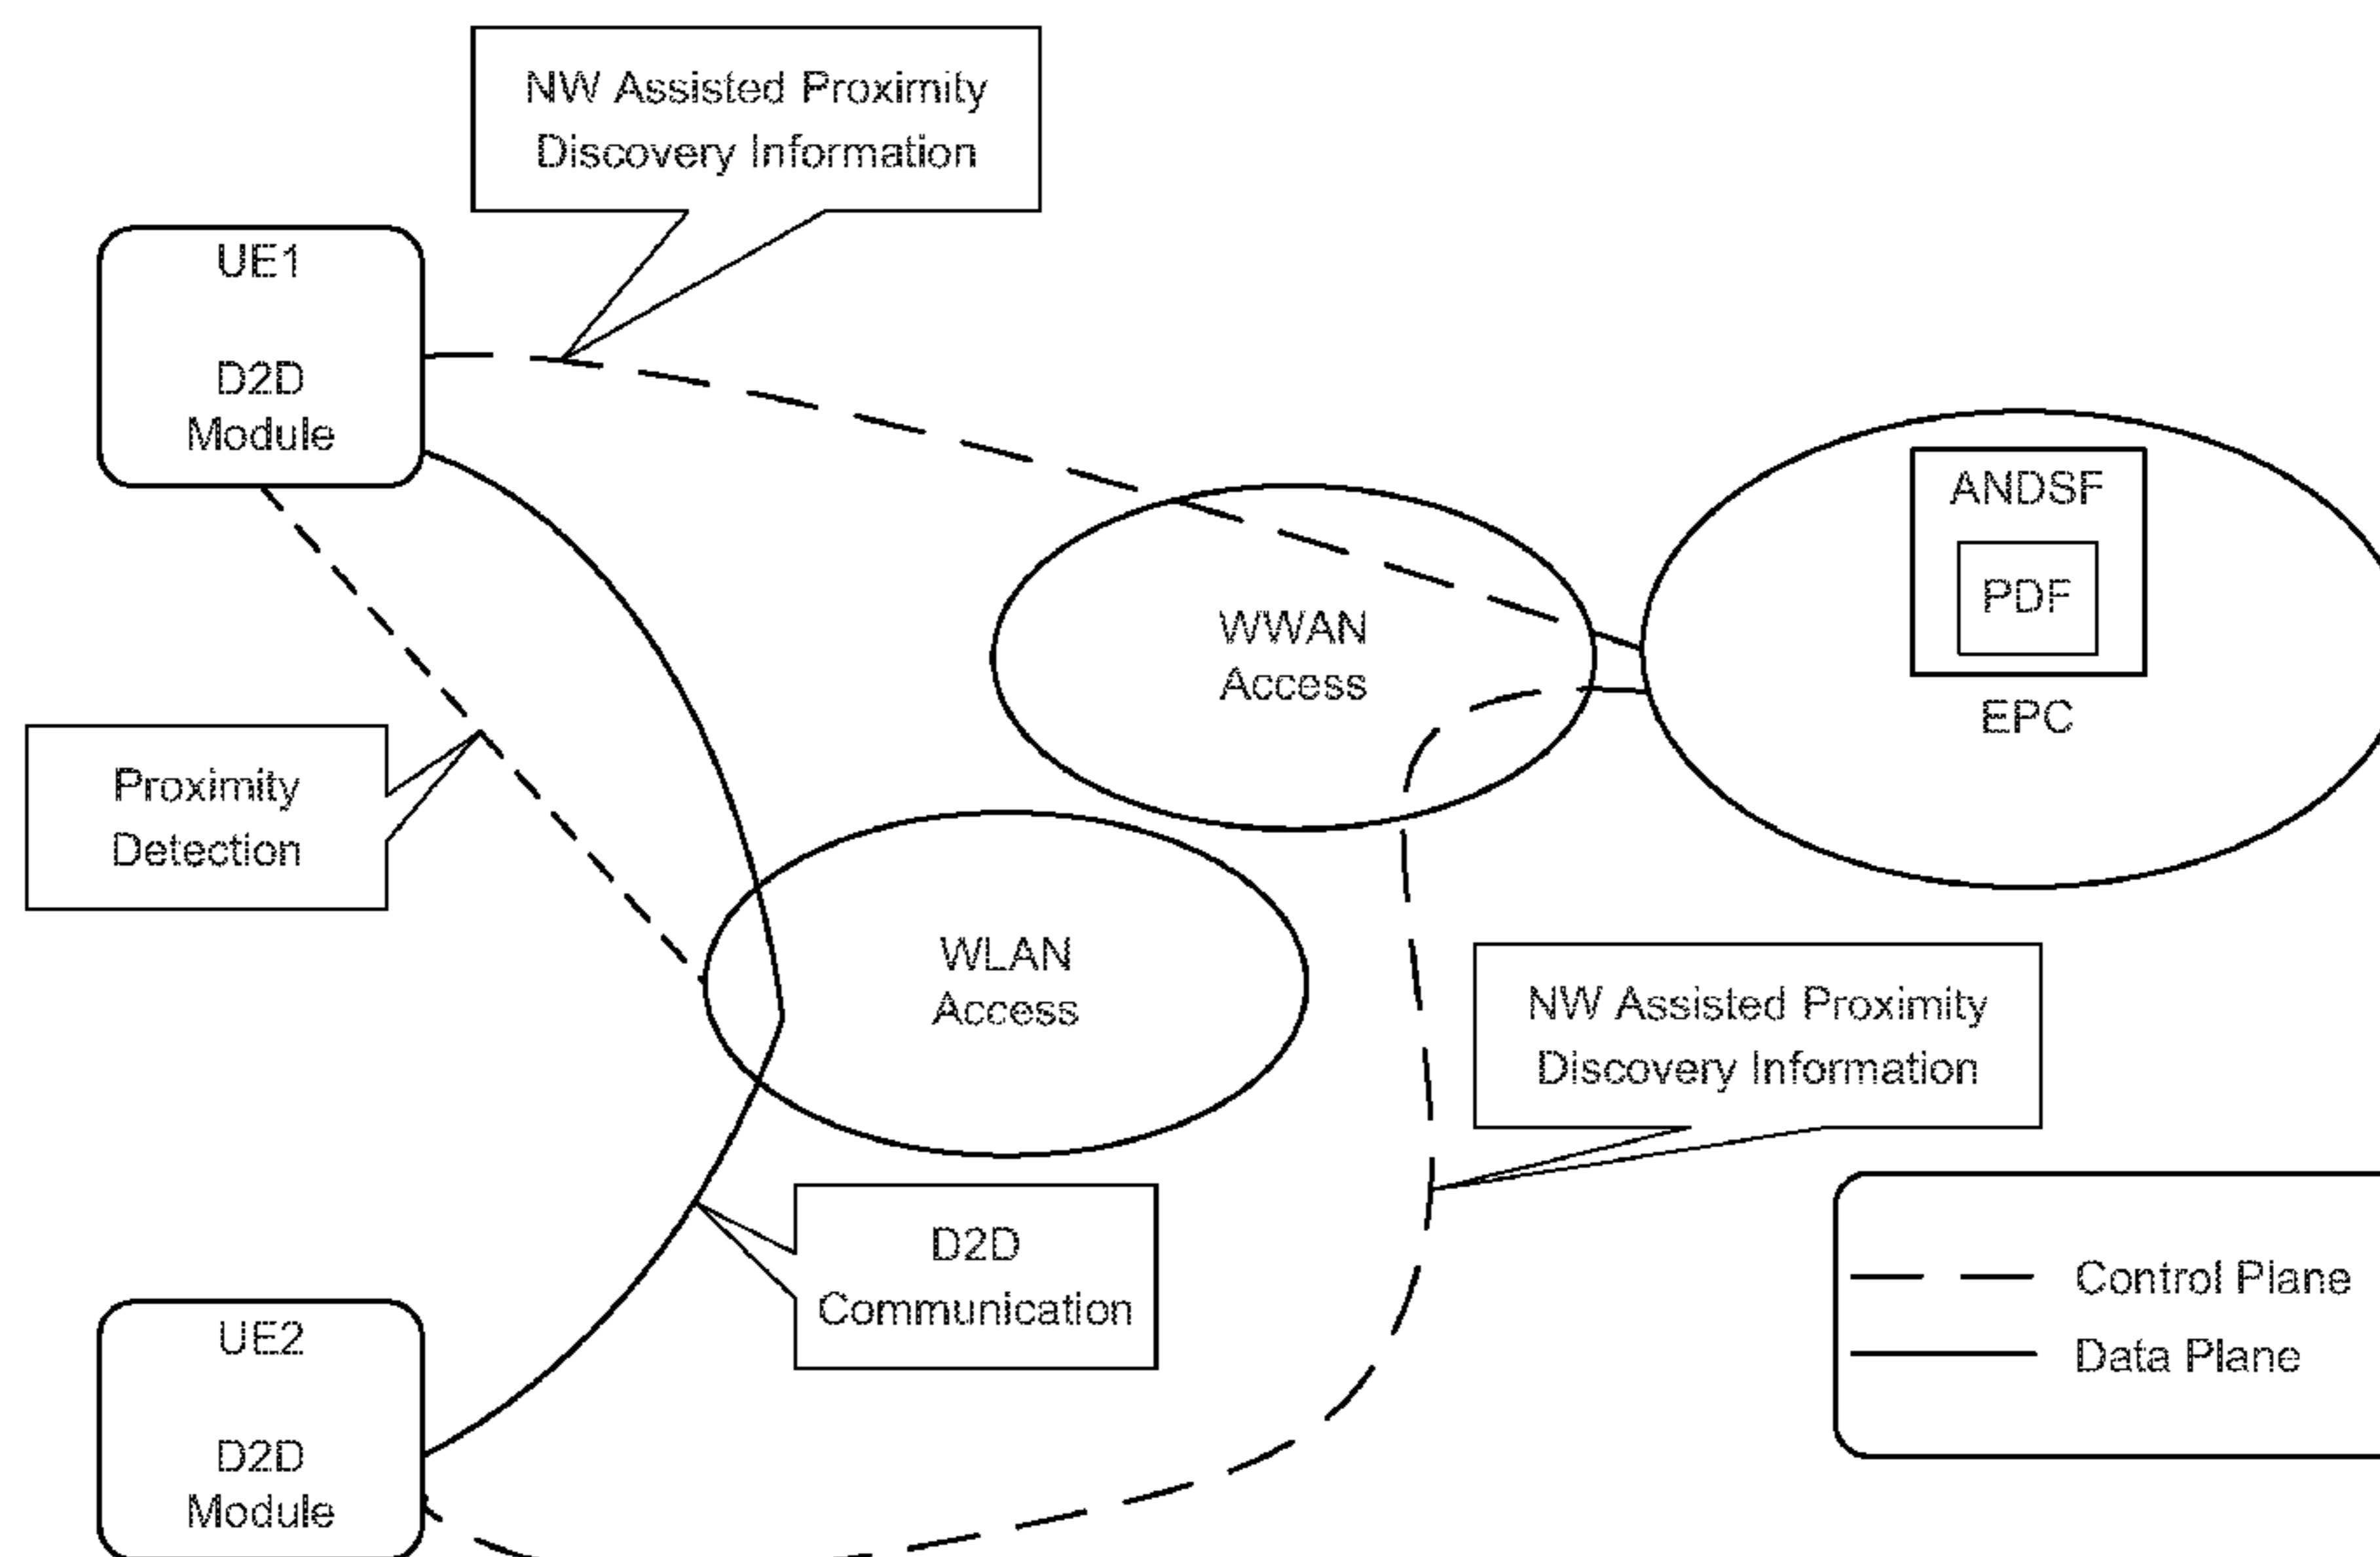 NW Assisted Proximity
Discovery Information
UE1
D2D
Module
ANDSF
PDF
EPC
WWAN
Access
Proximity
Detection
WLAN
Access
NW Assisted Proximity
Discovery Information
D2D
Communication
Control Plane
Data Plane
UE2
D2D
Module